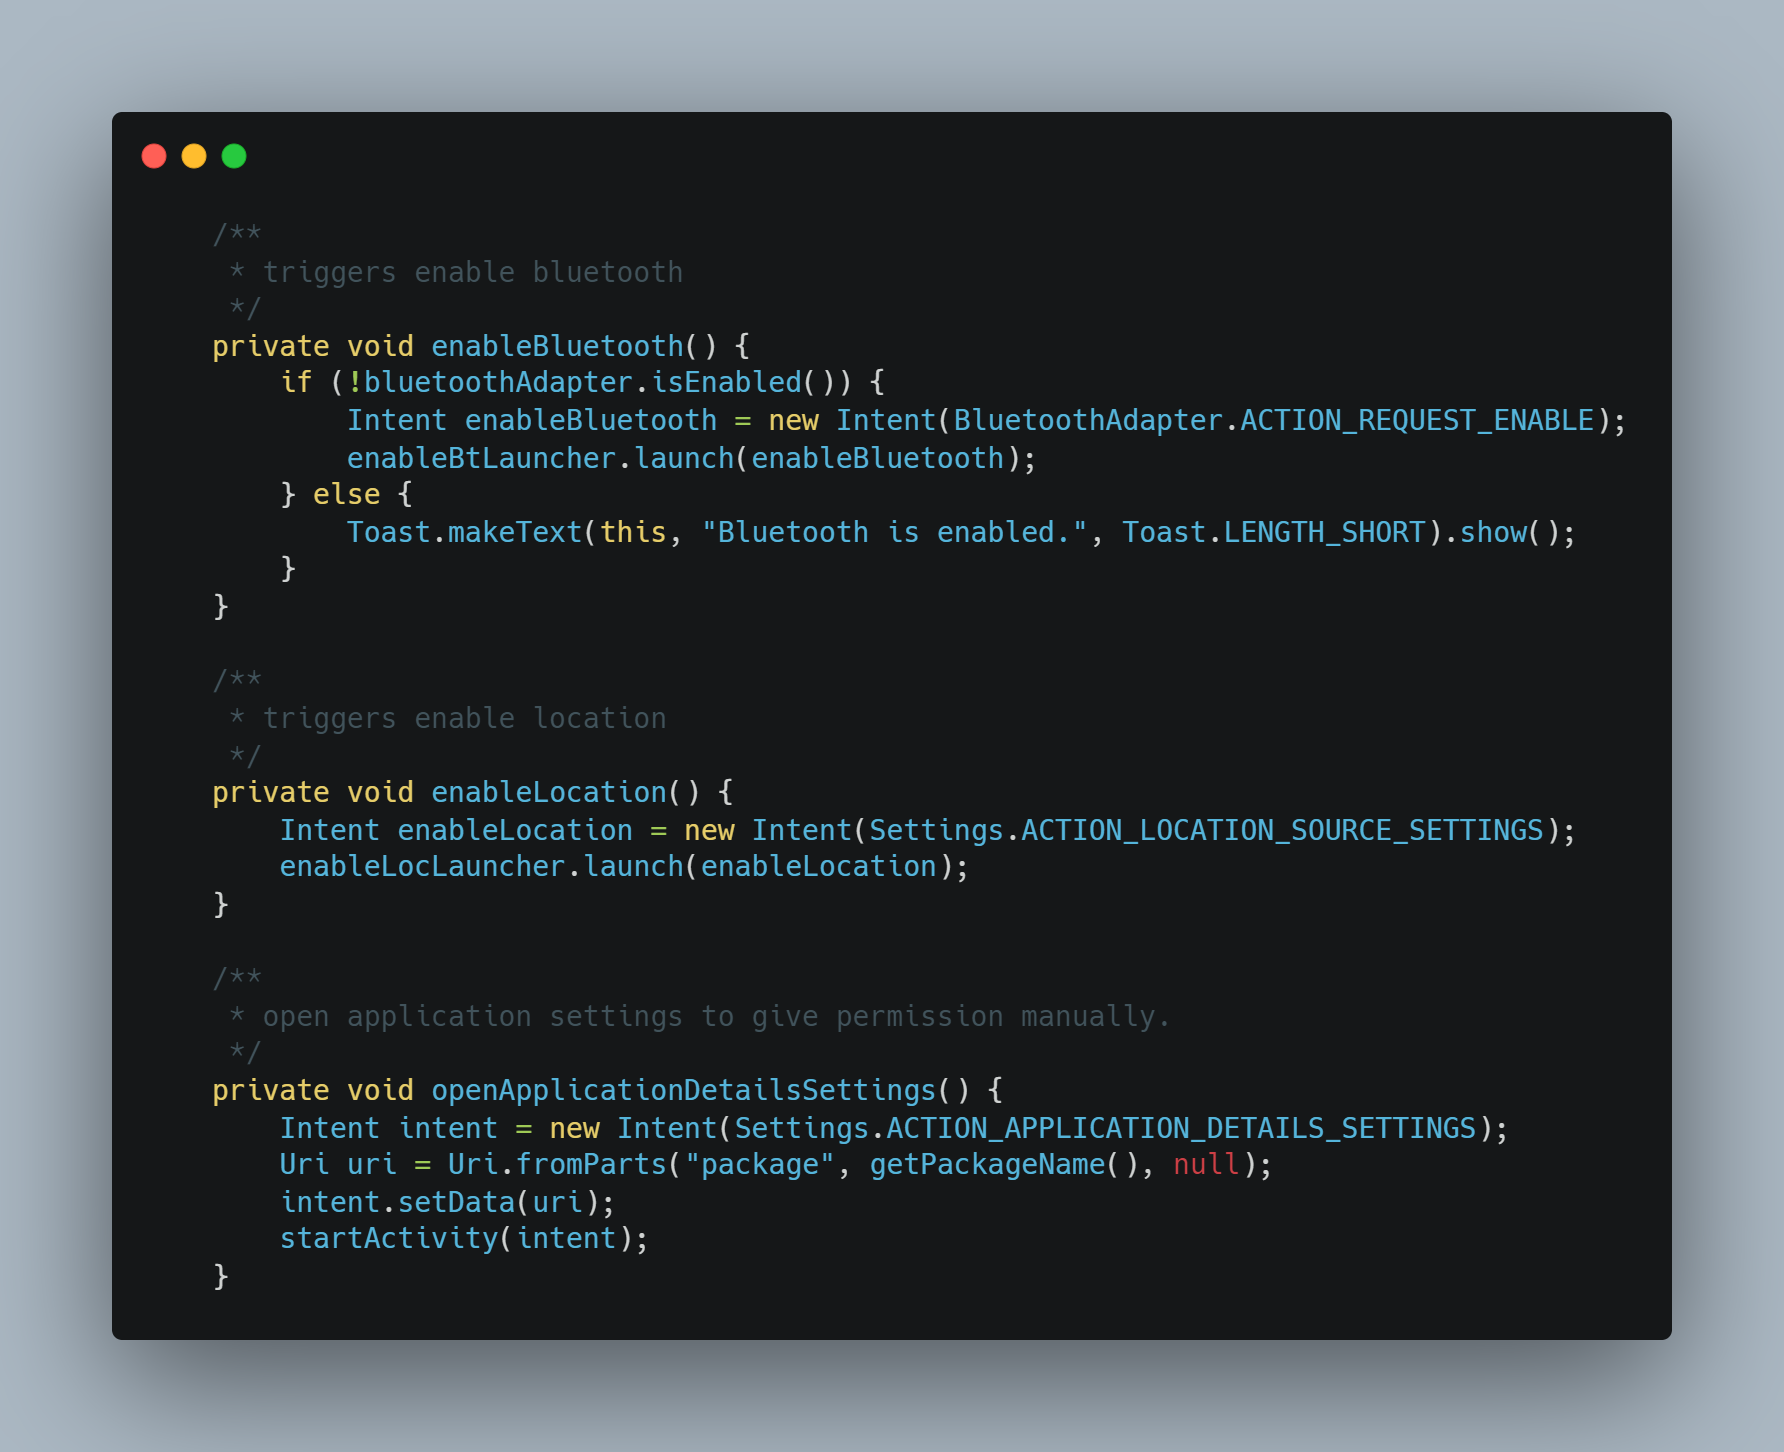 /**
 * triggers enable bluetooth
 */
private void enableBluetooth() {
    if (!bluetoothAdapter.isEnabled()) {
        Intent enableBluetooth = new Intent(BluetoothAdapter.ACTION_REQUEST_ENABLE);
        enableBtLauncher.launch(enableBluetooth);
    } else {
        Toast.makeText(this, "Bluetooth is enabled.", Toast.LENGTH_SHORT).show();
    }
}

/**
 * triggers enable location
 */
private void enableLocation() {
    Intent enableLocation = new Intent(Settings.ACTION_LOCATION_SOURCE_SETTINGS);
    enableLocLauncher.launch(enableLocation);
}

/**
 * open application settings to give permission manually.
 */
private void openApplicationDetailsSettings() {
    Intent intent = new Intent(Settings.ACTION_APPLICATION_DETAILS_SETTINGS);
    Uri uri = Uri.fromParts("package", getPackageName(), null);
    intent.setData(uri);
    startActivity(intent);
}